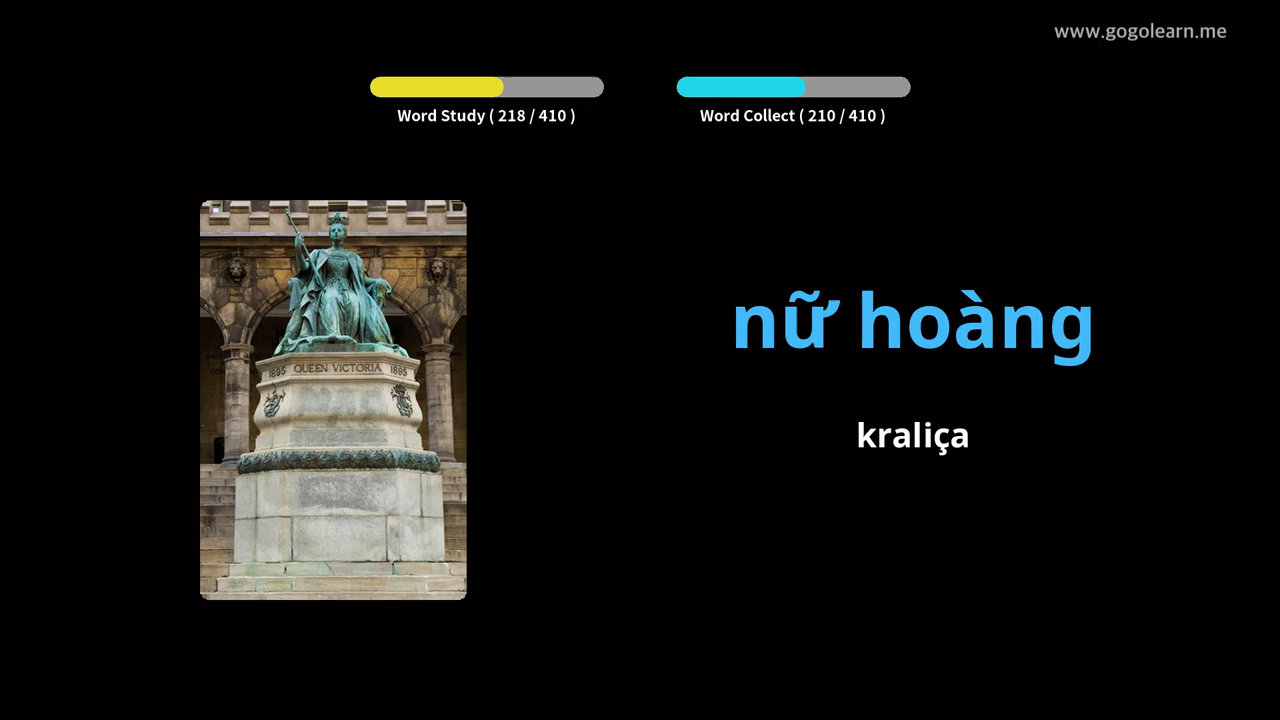 www.gogolearn.me
Word Study ( 218 / 410 )
Word Collect ( 210 / 410 )
1895 QUEEN VICTORIA 1895
nữ hoàng
kraliça